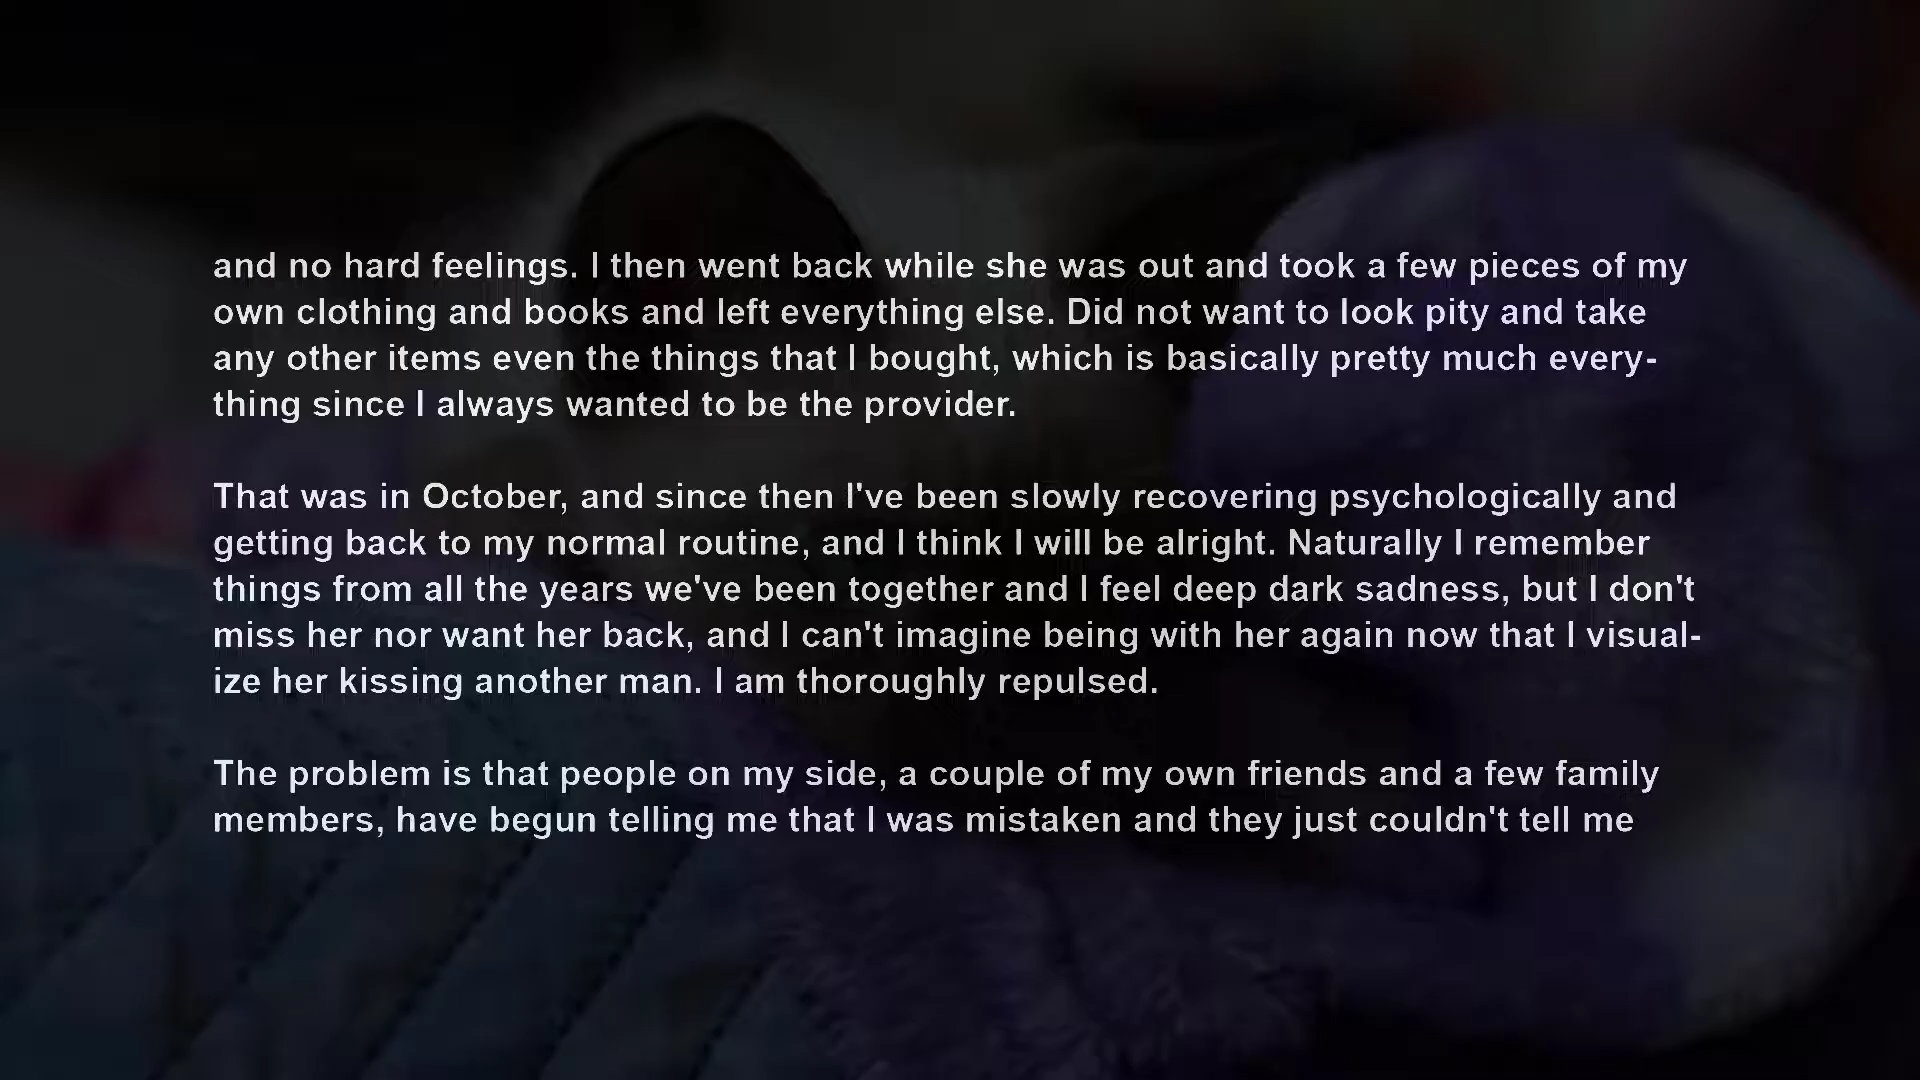 and no hard feelings. I then went back while she was out and took a few pieces of my
own clothing and books and left everything else. Did not want to look pity and take
any other items even the things that I bought, which is basically pretty much every-
thing since I always wanted to be the provider.
That was in October, and since then I've been slowly recovering psychologically and
getting back to my normal routine, and I think I will be alright. Naturally I remember
things from all the years we've been together and I feel deep dark sadness, but I don't
miss her nor want her back, and I can't imagine being with her again now that I visual-
ize her kissing another man. I am thoroughly repulsed.
The problem is that people on my side, a couple of my own friends and a few family
members, have begun telling me that I was mistaken and they just couldn't tell me